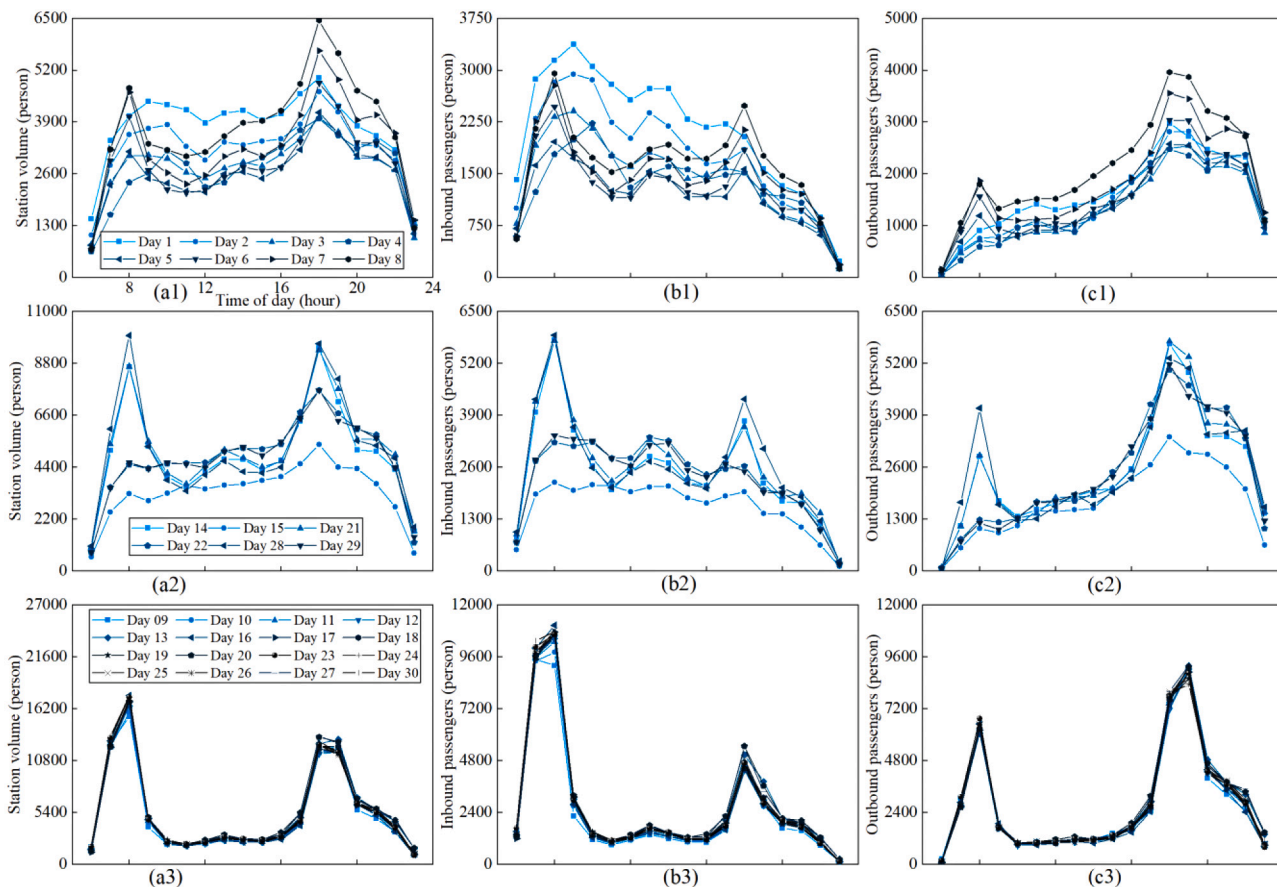 6500
5200
3900
2600
1300
0
Station volume (person)
Day 1 Day 2 Day 3 Day 4
Day 5 Day 6 Day 7 Day 8
8 12 16 20 24
(a1)
Time of day (hour)
3750
3000
2250
1500
750
0
Inbound passengers (person)
(b1)
5000
4000
3000
2000
1000
0
Outbound passengers (person)
(c1)
11000
8800
6600
4400
2200
0
Station volume (person)
Day 14 Day 15 Day 21
Day 22 Day 28 Day 29
(a2)
6500
5200
3900
2600
1300
0
Inbound passengers (person)
(b2)
6500
5200
3900
2600
1300
0
Outbound passengers (person)
(c2)
27000
21600
16200
10800
5400
0
Station volume (person)
Day 09 Day 10 Day 11 Day 12
Day 13 Day 16 Day 17 Day 18
Day 19 Day 20 Day 23 Day 24
Day 25 Day 26 Day 27 Day 30
(a3)
12000
9600
7200
4800
2400
0
Inbound passengers (person)
(b3)
12000
9600
7200
4800
2400
0
Outbound passengers (person)
(c3)